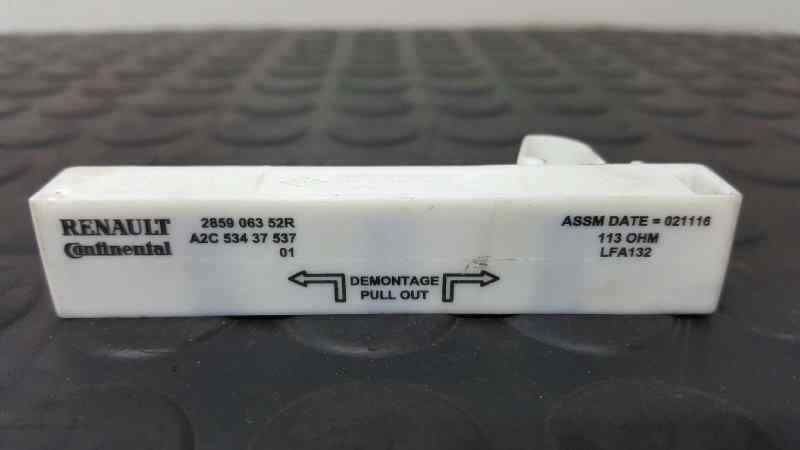 RENAULT
Continental
2859 063 52R
A2C 534 37 537
01
DEMONTAGE
PULL OUT
ASSM DATE = 021116
113 OHM
LFA132